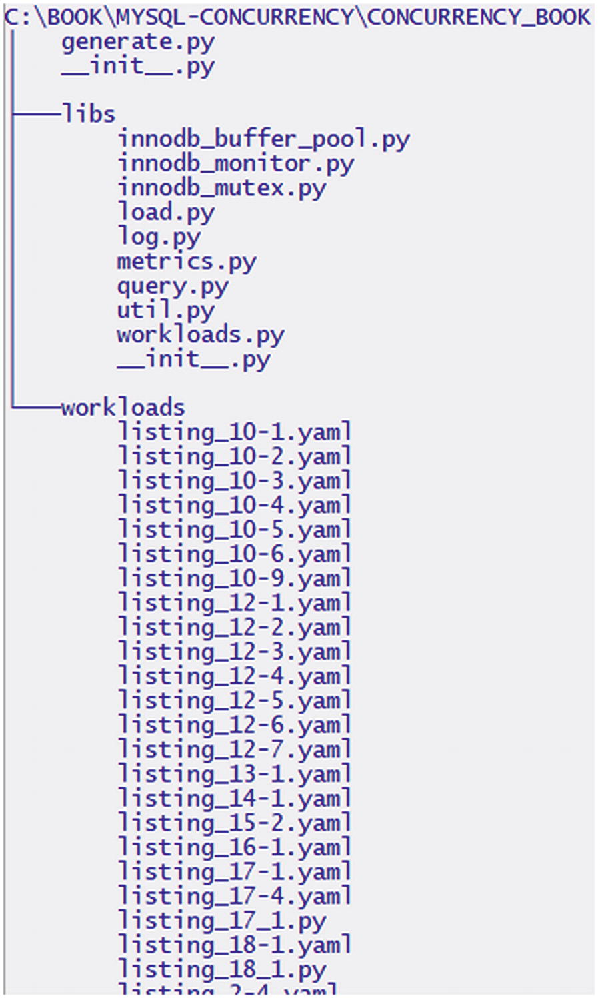 C:\BOOK\MYSQL-CONCURRENCY\CONCURRENCY_BOOK
generate.py
__init__.py
libs
innodb_buffer_pool.py
innodb_monitor.py
innodb_mutex.py
load.py
log.py
metrics.py
query.py
util.py
workloads.py
__init__.py
workloads
listing_10-1.yaml
listing_10-2.yaml
listing_10-3.yaml
listing_10-4.yaml
listing_10-5.yaml
listing_10-6.yaml
listing_10-9.yaml
listing_12-1.yaml
listing_12-2.yaml
listing_12-3.yaml
listing_12-4.yaml
listing_12-5.yaml
listing_12-6.yaml
listing_12-7.yaml
listing_13-1.yaml
listing_14-1.yaml
listing_15-2.yaml
listing_16-1.yaml
listing_17-1.yaml
listing_17-4.yaml
listing_17_1.py
listing_18-1.yaml
listing_18_1.py
listing_2-4.yaml